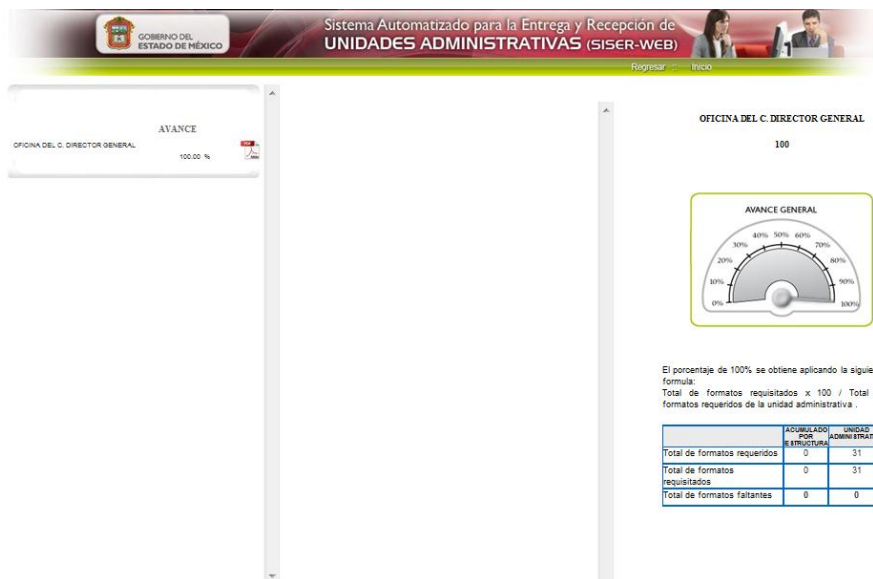 GOBIERNO DEL
ESTADO DE MÉXICO
Sistema Automatizado para la Entrega y Recepción de
UNIDADES ADMINISTRATIVAS (SISER-WEB)
Regresar :: Inicio
AVANCE
OFICINA DEL C. DIRECTOR GENERAL
100.00 %
PDF
OFICINA DEL C. DIRECTOR GENERAL
100
AVANCE GENERAL
0% 10% 20% 30% 40% 50% 60% 70% 80% 90% 100%
El porcentaje de 100% se obtiene aplicando la siguie
formula:
Total de formatos requisitados x 100 / Total
formatos requeridos de la unidad administrativa .
ACUMULADO POR ESTRUCTURA UNIDAD ADMINISTRAT
Total de formatos requeridos 0 31
Total de formatos requisitados 0 31
Total de formatos faltantes 0 0